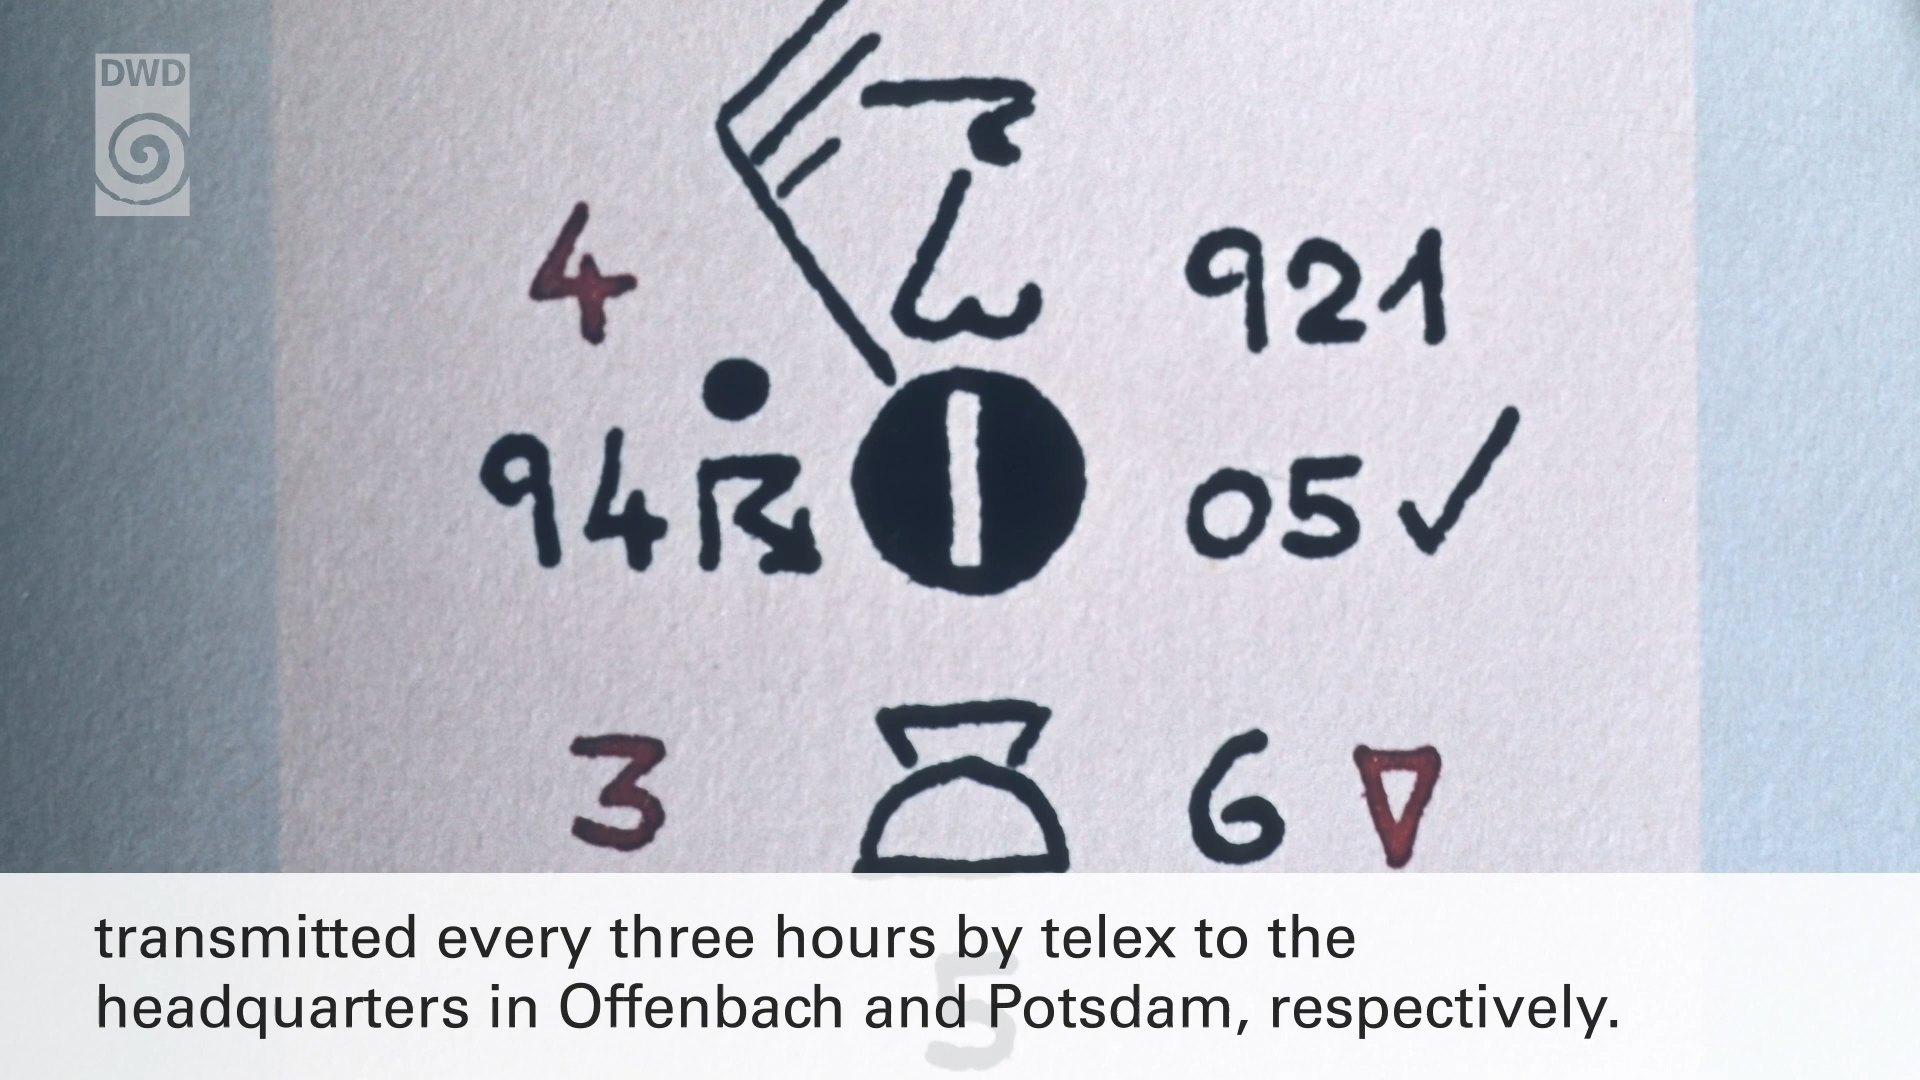 DWD
4
921
94
05
3
6
5
transmitted every three hours by telex to the
headquarters in Offenbach and Potsdam, respectively.